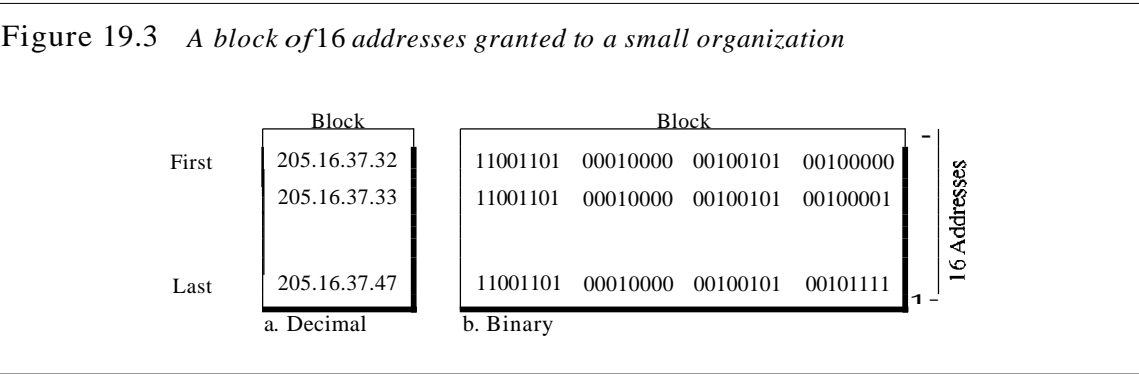 Figure 19.3 A block of 16 addresses granted to a small organization
Block Block
First 205.16.37.32 11001101 00010000 00100101 00100000
205.16.37.33 11001101 00010000 00100101 00100001
Last 205.16.37.47 11001101 00010000 00100101 00101111
16 Addresses
a. Decimal b. Binary